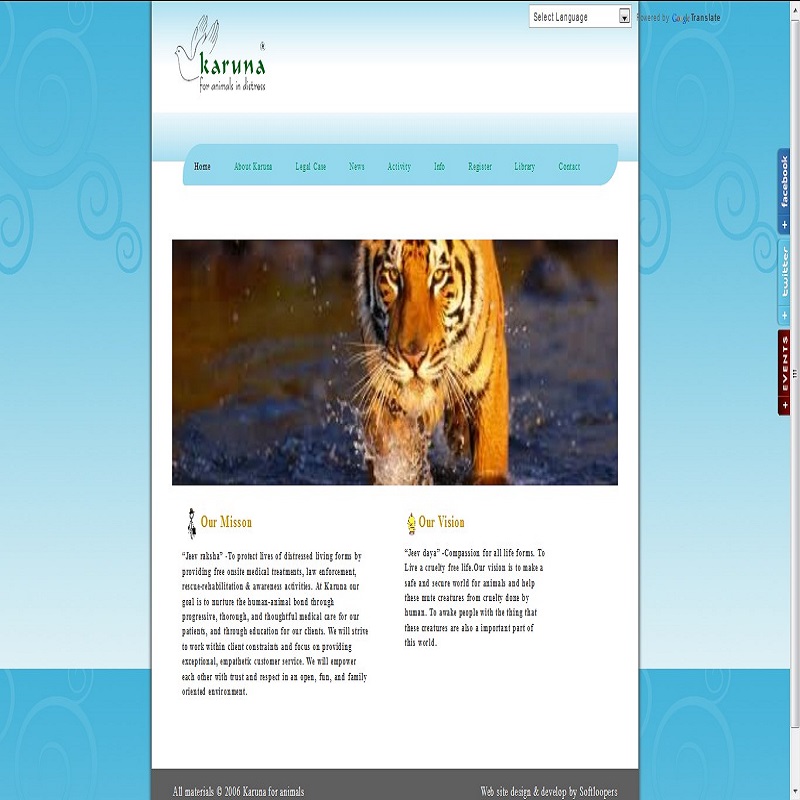 Select Language
Powered by Google Translate
karuna®
for animals in distress
Home About Karuna Legal Case News Activity Info Register Library Contact
+ facebook
+ twitter
+ EVENTS
Our Misson
“Jeev raksha” -To protect lives of distressed living forms by
providing free onsite medical treatments, law enforcement,
rescue-rehabilitation & awareness activities. At Karuna our
goal is to nurture the human-animal bond through
progressive, thorough, and thoughtful medical care for our
patients, and through education for our clients. We will strive
to work within client constraints and focus on providing
exceptional, empathetic customer service. We will empower
each other with trust and respect in an open, fun, and family
oriented environment.
Our Vision
“Jeev daya” -Compassion for all life forms. To
Live a cruelty free life.Our vision is to make a
safe and secure world for animals and help
these mute creatures from cruelty done by
human. To awake people with the thing that
these creatures are also a important part of
this world.
All materials © 2006 Karuna for animals
Web site design & develop by Softloopers